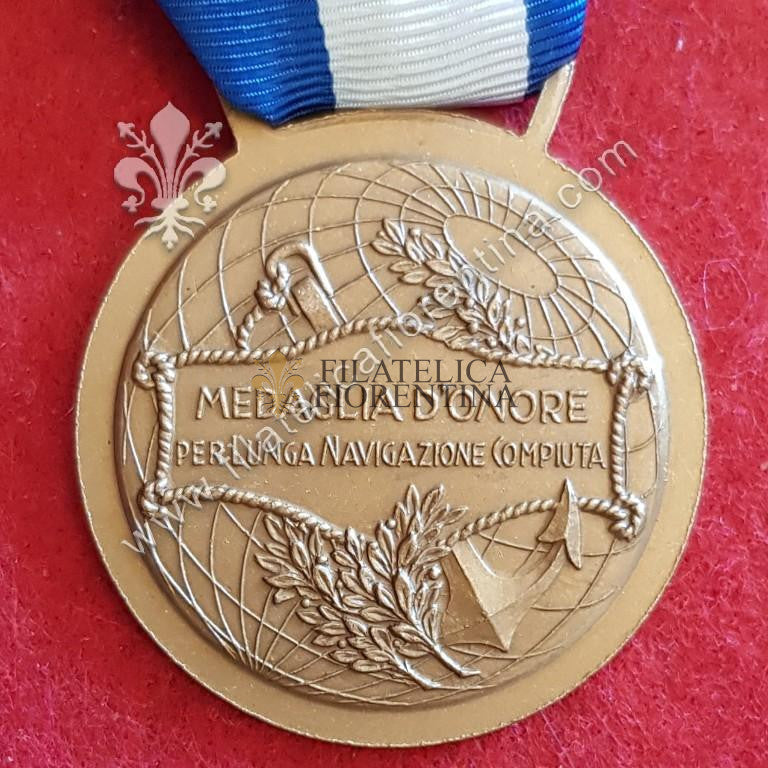 FILATELICA
FIORENTINA
MEDAGLIA D'ONORE
PER LUNGA NAVIGAZIONE COMPIUTA
www.filatelicafiorentina.com